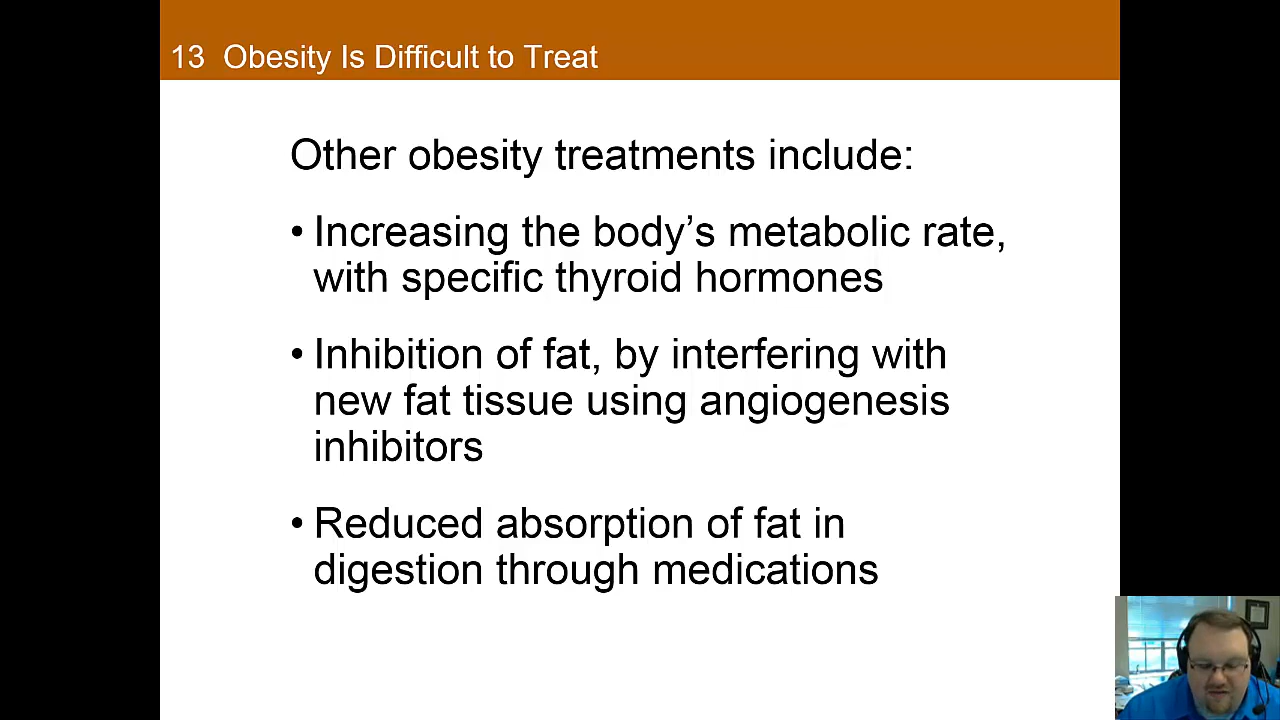 13 Obesity Is Difficult to Treat
Other obesity treatments include:
• Increasing the body’s metabolic rate,
with specific thyroid hormones
• Inhibition of fat, by interfering with
new fat tissue using angiogenesis
inhibitors
• Reduced absorption of fat in
digestion through medications